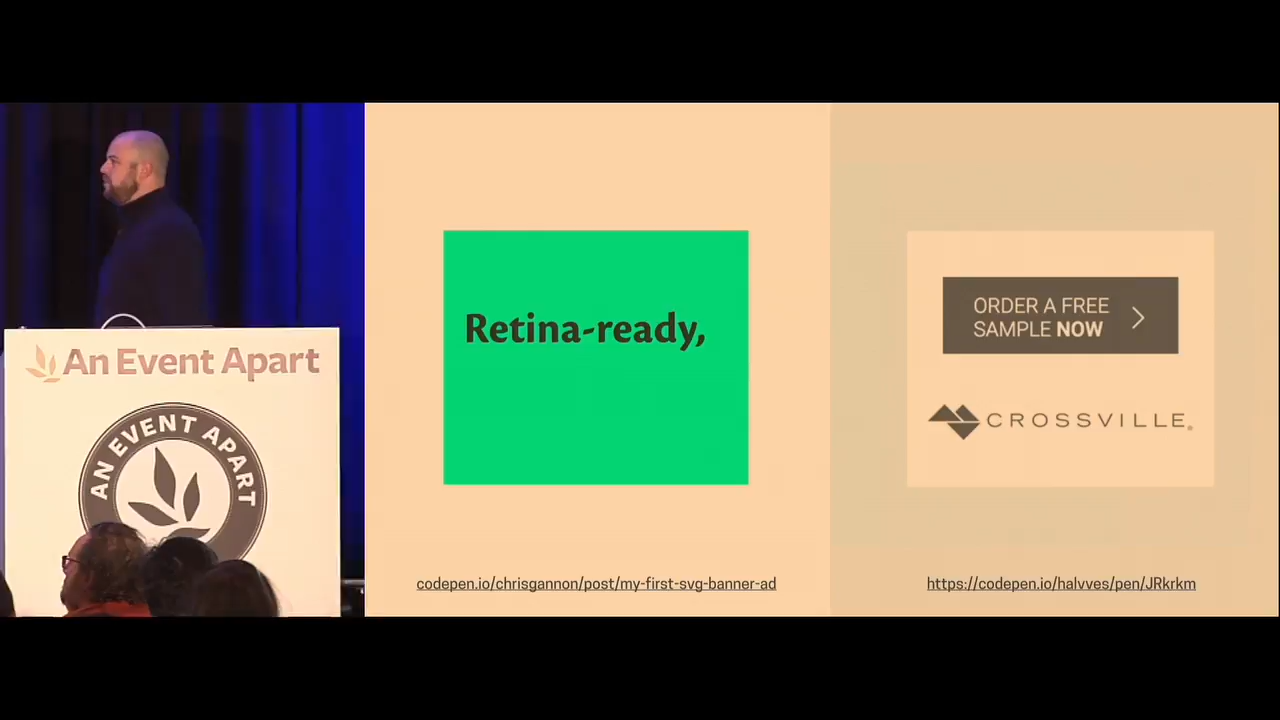 An Event Apart
AN EVENT APART
Retina-ready,
codepen.io/chrisgannon/post/my-first-svg-banner-ad
ORDER A FREE
SAMPLE NOW
CROSSVILLE®
https://codepen.io/halvves/pen/JRkrkm